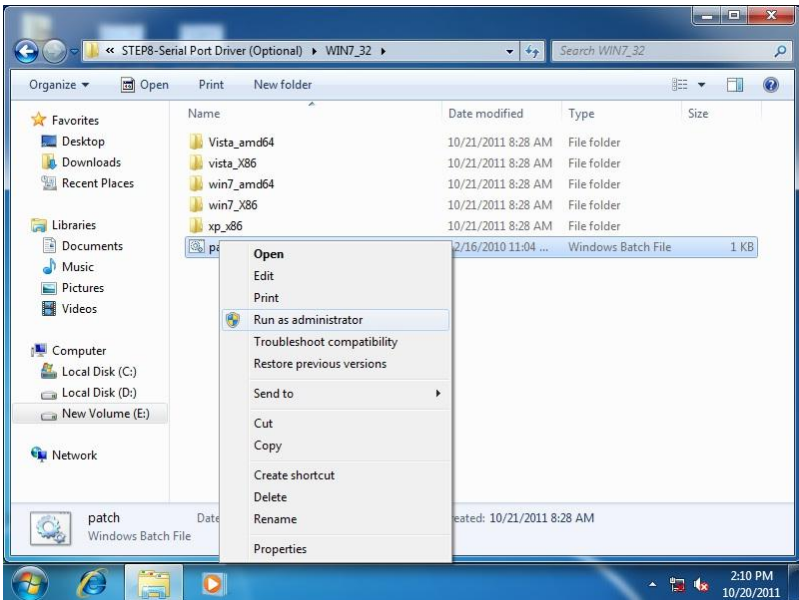 « STEP8-Serial Port Driver (Optional) ▸ WIN7_32 ▸
Search WIN7_32
Organize Open Print New folder
Name Date modified Type Size
Favorites
Desktop
Downloads
Recent Places
Libraries
Documents
Music
Pictures
Videos
Computer
Local Disk (C:)
Local Disk (D:)
New Volume (E:)
Network
Vista_amd64 10/21/2011 8:28 AM File folder
vista_X86 10/21/2011 8:28 AM File folder
win7_amd64 10/21/2011 8:28 AM File folder
win7_X86 10/21/2011 8:28 AM File folder
xp_x86 10/21/2011 8:28 AM File folder
2/16/2010 11:04 ... Windows Batch File 1 KB
Open
Edit
Print
Run as administrator
Troubleshoot compatibility
Restore previous versions
Send to
Cut
Copy
Create shortcut
Delete
Rename
Properties
patch Date eated: 10/21/2011 8:28 AM
Windows Batch File
2:10 PM
10/20/2011